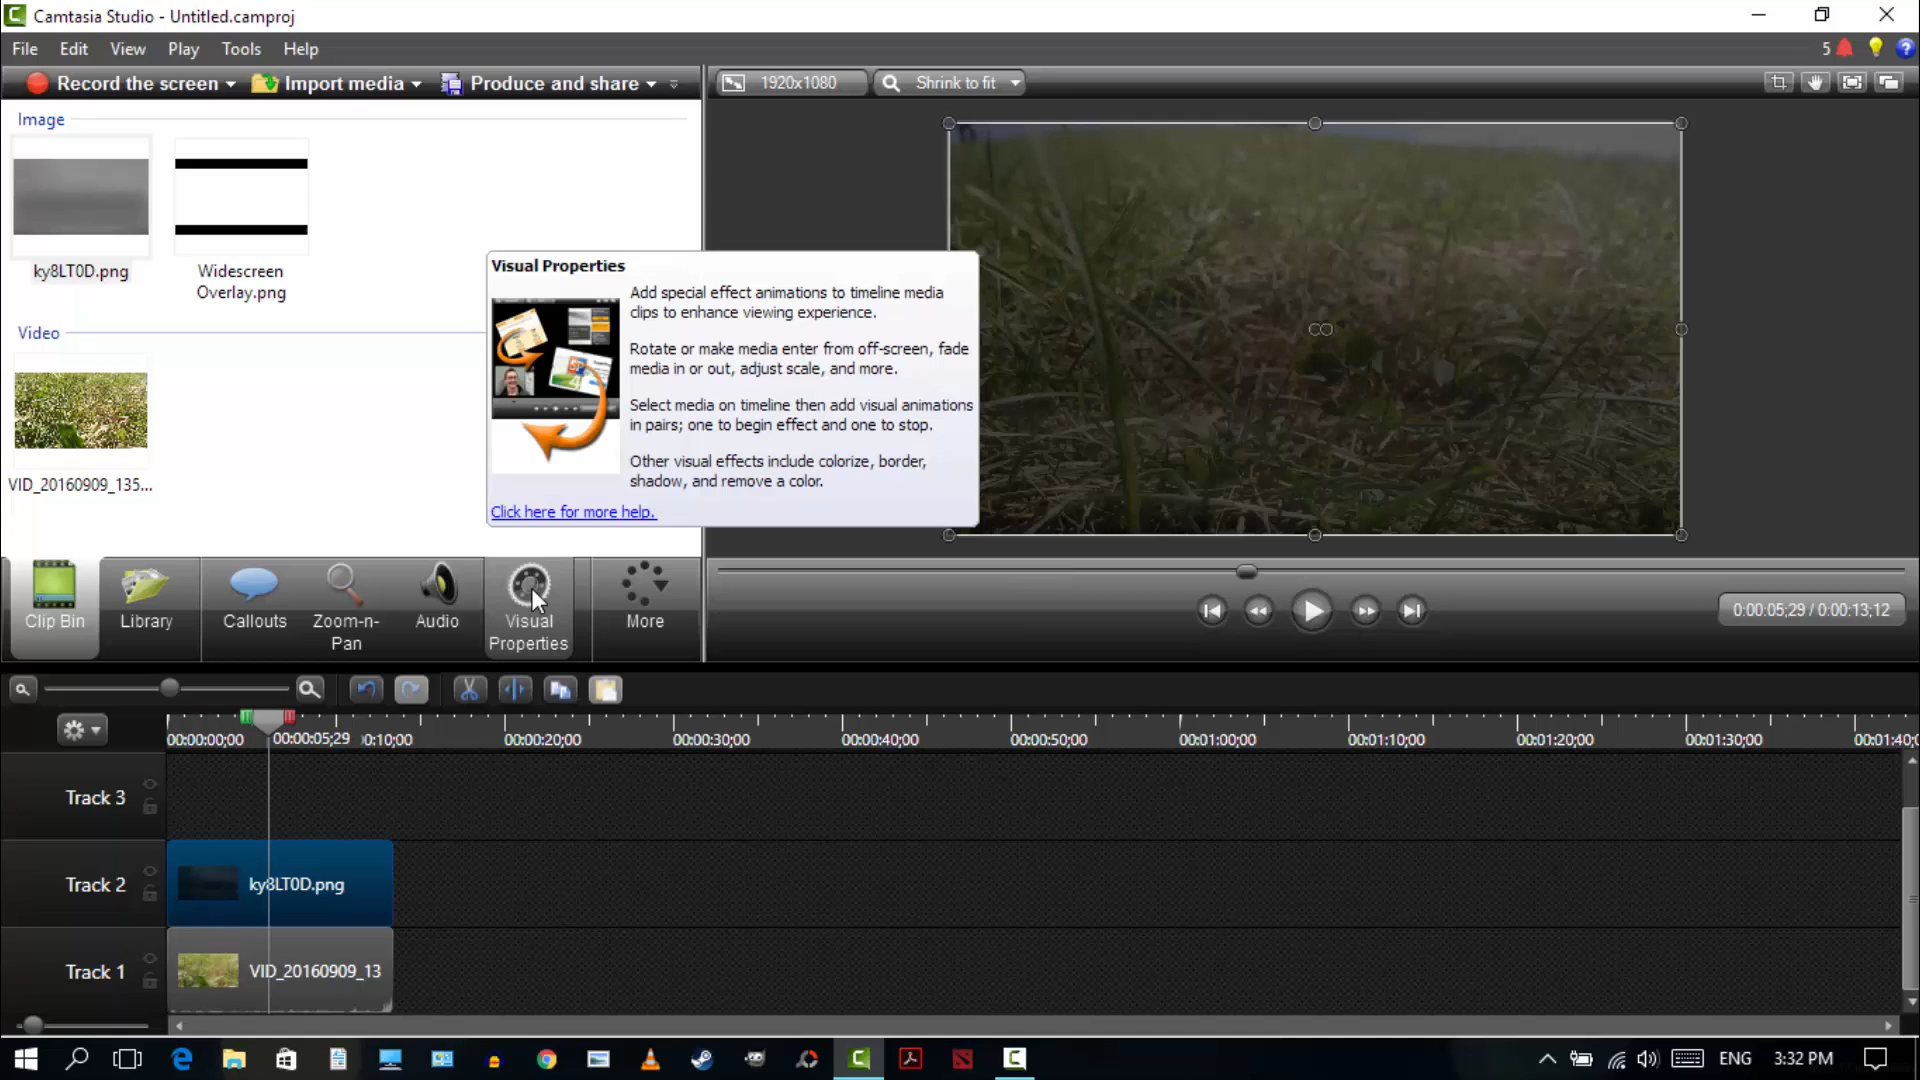 Camtasia Studio - Untitled.camproj
File Edit View Play Tools Help
5
Record the screen Import media Produce and share
1920x1080 Shrink to fit
Image
ky8LT0D.png
Widescreen
Overlay.png
Video
VID_20160909_135...
Visual Properties
Add special effect animations to timeline media
clips to enhance viewing experience.
Rotate or make media enter from off-screen, fade
media in or out, adjust scale, and more.
Select media on timeline then add visual animations
in pairs; one to begin effect and one to stop.
Other visual effects include colorize, border,
shadow, and remove a color.
Click here for more help.
Clip Bin Library Callouts Zoom-n-
Pan Audio Visual
Properties More
0:00:05;29 / 0:00:13;12
00:00:00;00 00:00:05;29 0:10;00 00:00:20;00 00:00:30;00 00:00:40;00 00:00:50;00 00:01:00;00 00:01:10;00 00:01:20;00 00:01:30;00 00:01:40;0
Track 3
Track 2 ky8LT0D.png
Track 1 VID_20160909_13
ENG 3:32 PM